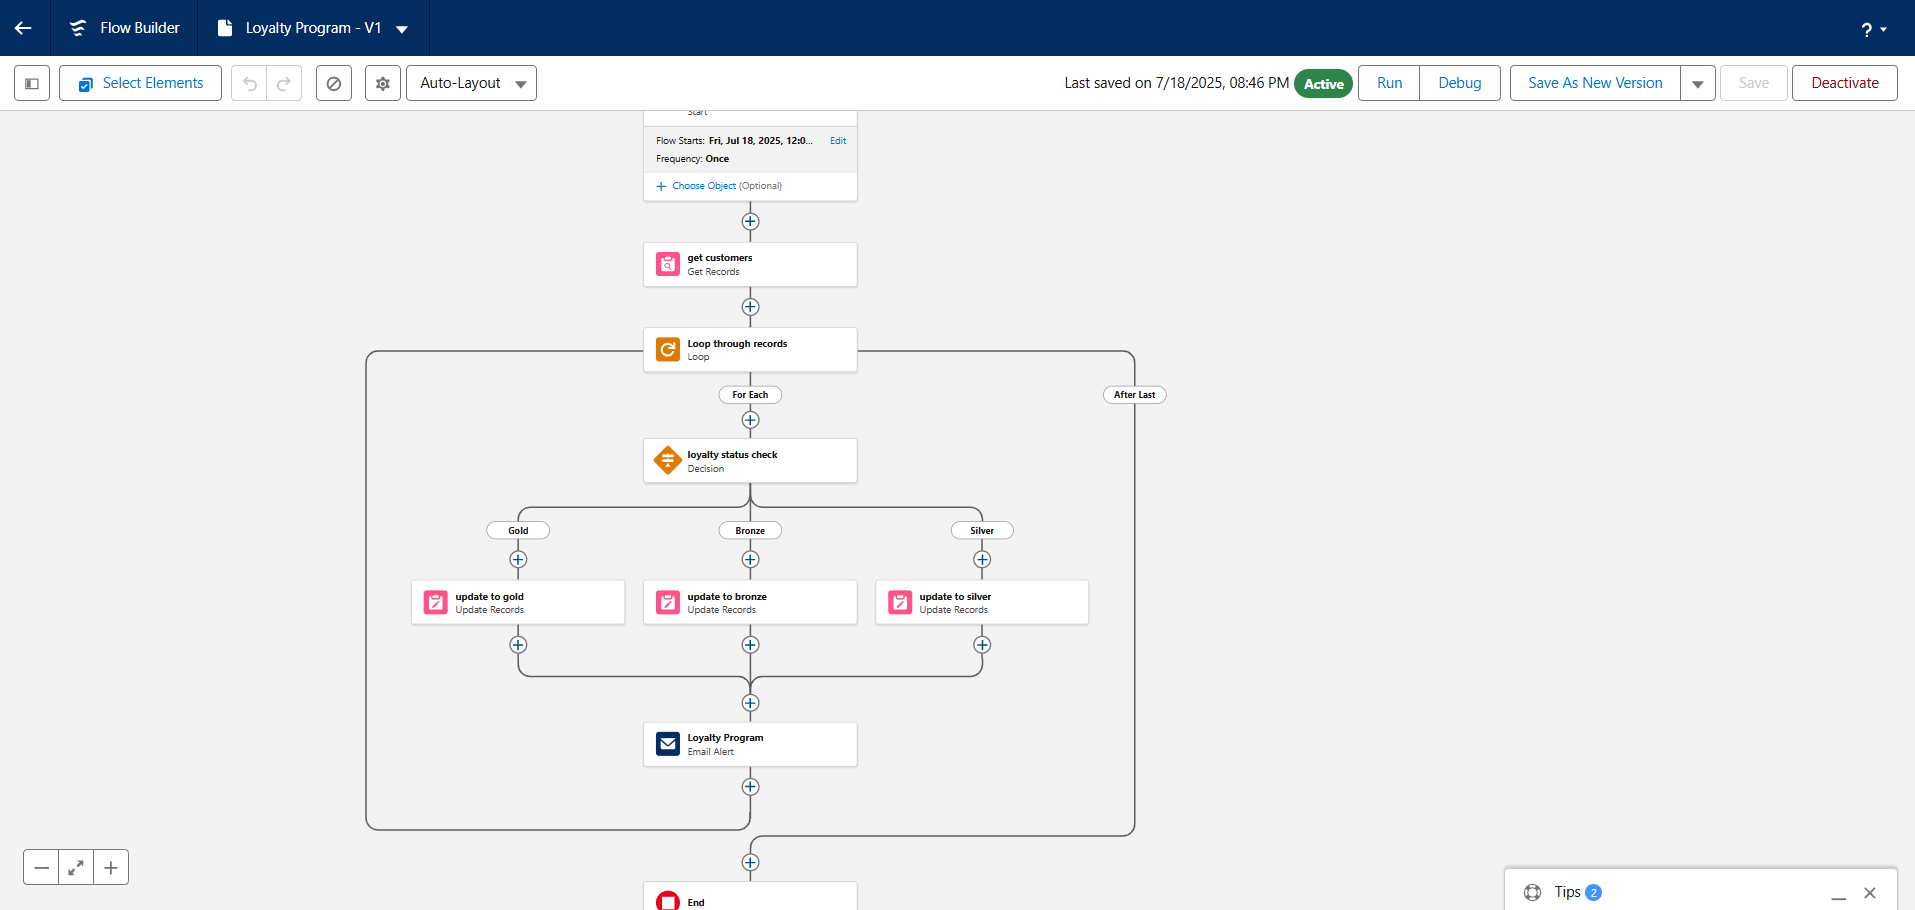 Flow Builder
Loyalty Program - V1
?
Select Elements
Auto-Layout
Last saved on 7/18/2025, 08:46 PM
Active
Run
Debug
Save As New Version
Save
Deactivate
Start
Flow Starts: Fri, Jul 18, 2025, 12:0...
Edit
Frequency: Once
+ Choose Object (Optional)
get customers
Get Records
Loop through records
Loop
For Each
After Last
loyalty status check
Decision
Gold
Bronze
Silver
update to gold
Update Records
update to bronze
Update Records
update to silver
Update Records
Loyalty Program
Email Alert
End
Tips 2